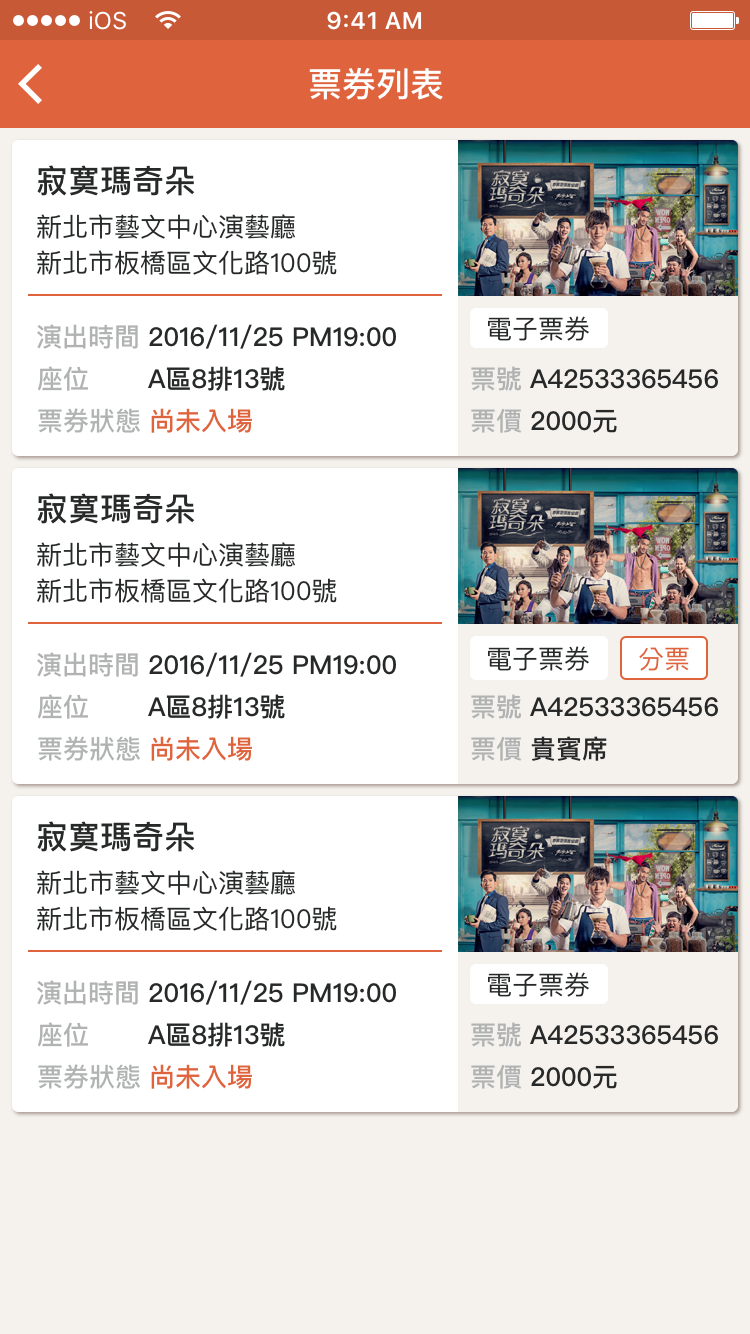 iOS 9:41 AM
票券列表
寂寞瑪奇朵
新北市藝文中心演藝廳
新北市板橋區文化路100號
演出時間 2016/11/25 PM19:00
座位 A區8排13號
票券狀態 尚未入場
寂寞
瑪奇朵
電子票券
票號 A42533365456
票價 2000元
寂寞瑪奇朵
新北市藝文中心演藝廳
新北市板橋區文化路100號
演出時間 2016/11/25 PM19:00
座位 A區8排13號
票券狀態 尚未入場
寂寞
瑪奇朵
電子票券 分票
票號 A42533365456
票價 貴賓席
寂寞瑪奇朵
新北市藝文中心演藝廳
新北市板橋區文化路100號
演出時間 2016/11/25 PM19:00
座位 A區8排13號
票券狀態 尚未入場
寂寞
瑪奇朵
電子票券
票號 A42533365456
票價 2000元